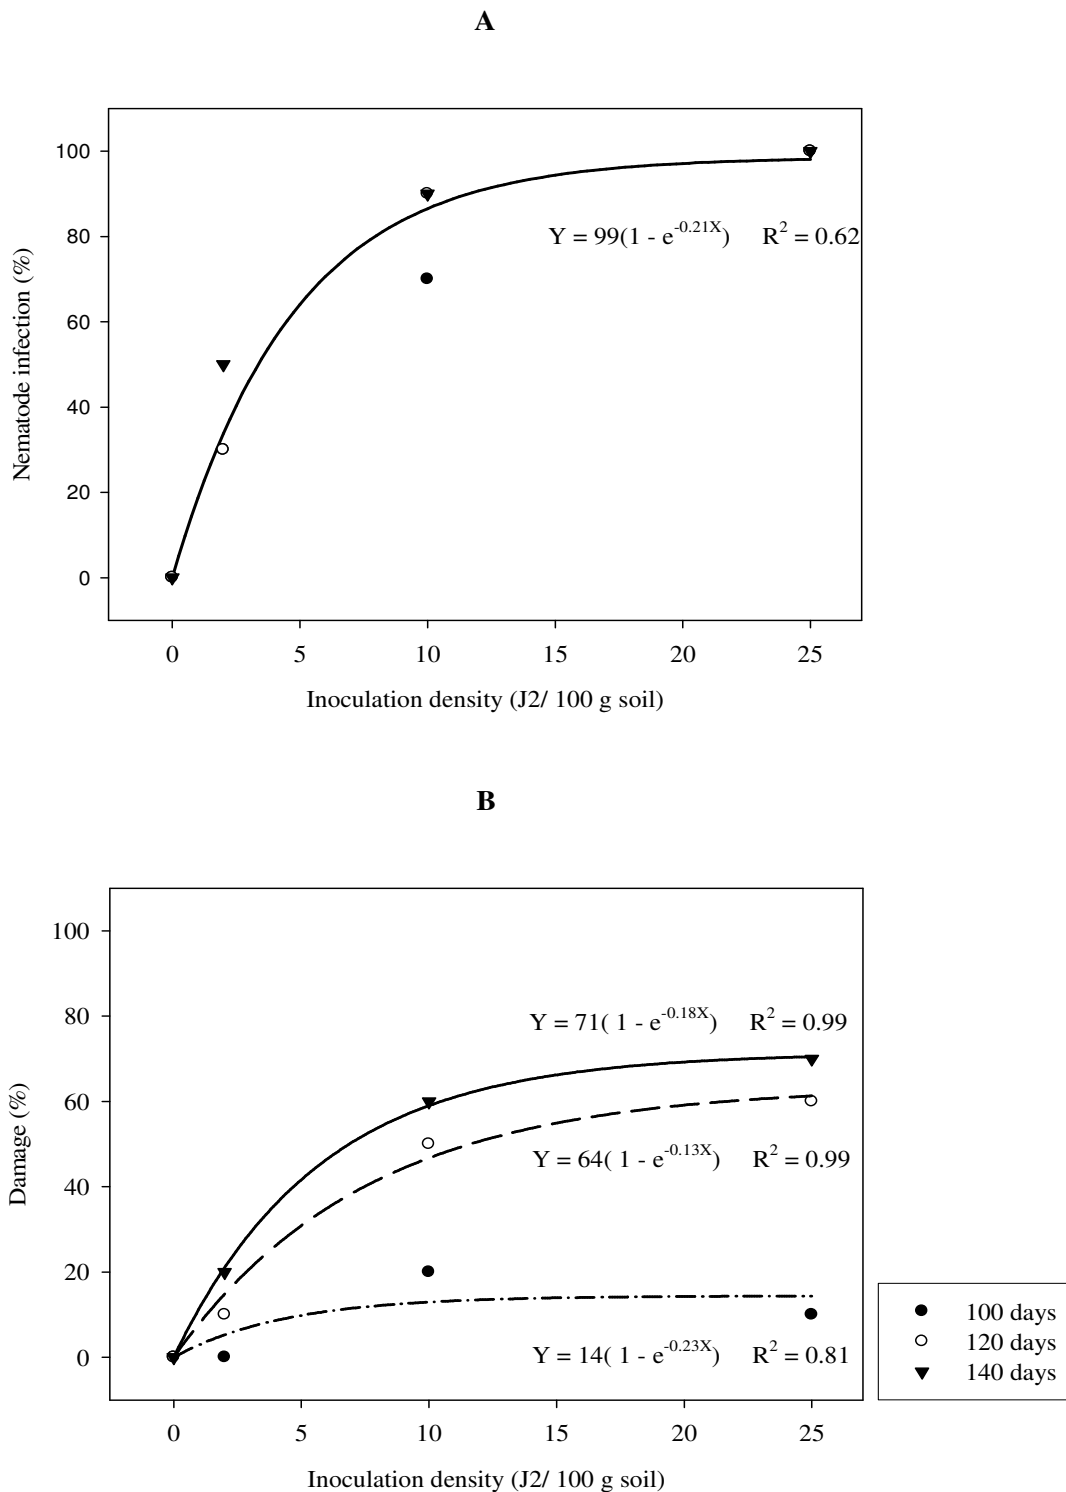 A
100
80
60
40
20
0
Nematode infection (%)
Y = 99(1 - e^-0.21X) R^2 = 0.62
0 5 10 15 20 25
Inoculation density (J2/ 100 g soil)
B
100
80
60
40
20
0
Damage (%)
Y = 71( 1 - e^-0.18X) R^2 = 0.99
Y = 64( 1 - e^-0.13X) R^2 = 0.99
Y = 14( 1 - e^-0.23X) R^2 = 0.81
0 5 10 15 20 25
Inoculation density (J2/ 100 g soil)
100 days
120 days
140 days